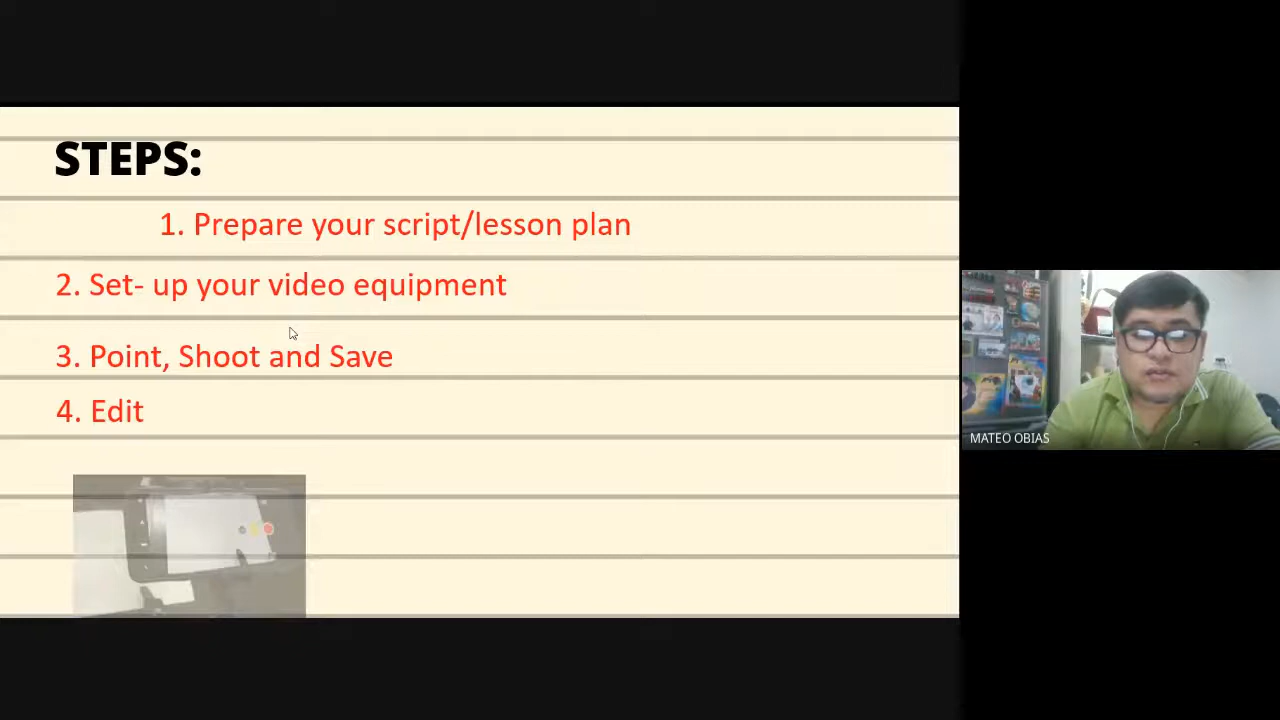 STEPS:
1. Prepare your script/lesson plan
2. Set- up your video equipment
3. Point, Shoot and Save
4. Edit
MATEO OBIAS